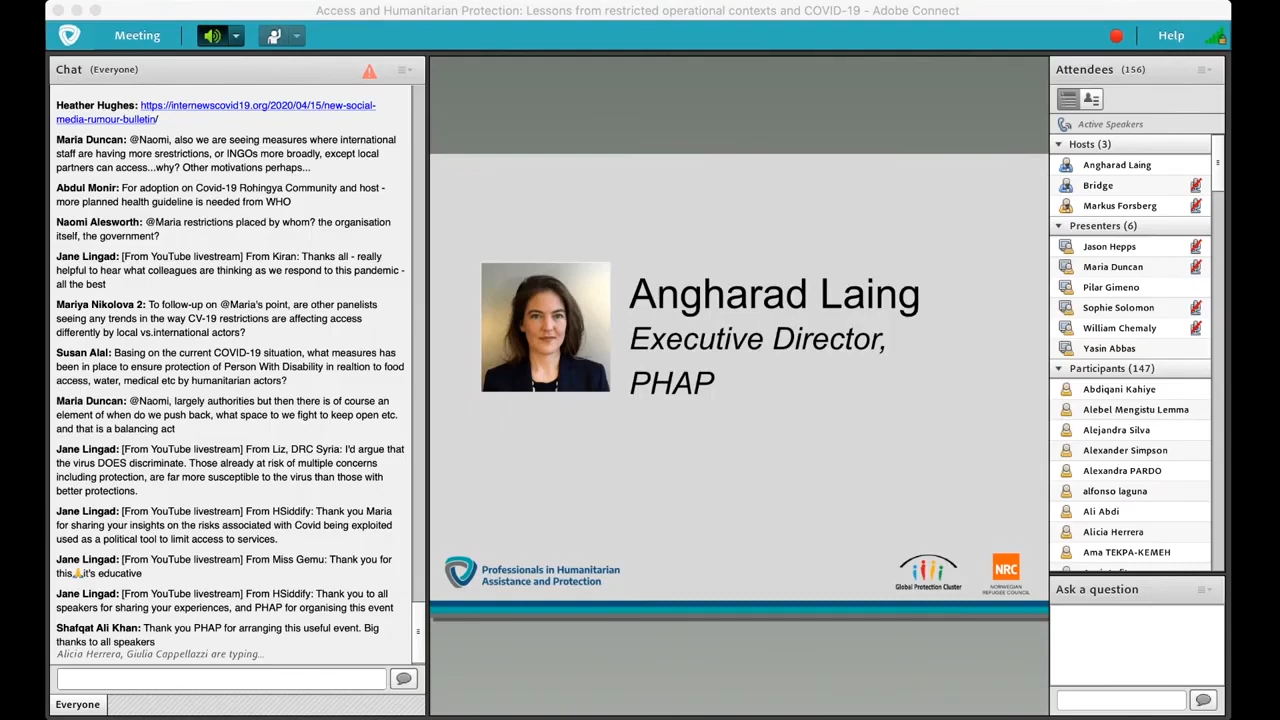 Access and Humanitarian Protection: Lessons from restricted operational contexts and COVID-19 - Adobe Connect
Meeting
Help
Chat (Everyone)
Heather Hughes: https://internewscovid19.org/2020/04/15/new-social-
media-rumour-bulletin/
Maria Duncan: @Naomi, also we are seeing measures where international
staff are having more srestrictions, or INGOs more broadly, except local
partners can access...why? Other motivations perhaps...
Abdul Monir: For adoption on Covid-19 Rohingya Community and host -
more planned health guideline is needed from WHO
Naomi Alesworth: @Maria restrictions placed by whom? the organisation
itself, the government?
Jane Lingad: [From YouTube livestream] From Kiran: Thanks all - really
helpful to hear what colleagues are thinking as we respond to this pandemic -
all the best
Mariya Nikolova 2: To follow-up on @Maria's point, are other panelists
seeing any trends in the way CV-19 restrictions are affecting access
differently by local vs.international actors?
Susan Alal: Basing on the current COVID-19 situation, what measures has
been in place to ensure protection of Person With Disability in realtion to food
access, water, medical etc by humanitarian actors?
Maria Duncan: @Naomi, largely authorities but then there is of course an
element of when do we push back, what space to we fight to keep open etc.
and that is a balancing act
Jane Lingad: [From YouTube livestream] From Liz, DRC Syria: I'd argue that
the virus DOES discriminate. Those already at risk of multiple concerns
including protection, are far more susceptible to the virus than those with
better protections.
Jane Lingad: [From YouTube livestream] From HSiddify: Thank you Maria
for sharing your insights on the risks associated with Covid being exploited
used as a political tool to limit access to services.
Jane Lingad: [From YouTube livestream] From Miss Gemu: Thank you for
this🙏it's educative
Jane Lingad: [From YouTube livestream] From HSiddify: Thank you to all
speakers for sharing your experiences, and PHAP for organising this event
Shafqat Ali Khan: Thank you PHAP for arranging this useful event. Big
thanks to all speakers
Alicia Herrera, Giulia Cappellazzi are typing...
Everyone
Angharad Laing
Executive Director,
PHAP
Professionals in Humanitarian
Assistance and Protection
Global Protection Cluster
NRC
NORWEGIAN
REFUGEE COUNCIL
Attendees (156)
Active Speakers
Hosts (3)
Angharad Laing
Bridge
Markus Forsberg
Presenters (6)
Jason Hepps
Maria Duncan
Pilar Gimeno
Sophie Solomon
William Chemaly
Yasin Abbas
Participants (147)
Abdiqani Kahiye
Alebel Mengistu Lemma
Alejandra Silva
Alexander Simpson
Alexandra PARDO
alfonso laguna
Ali Abdi
Alicia Herrera
Ama TEKPA-KEMEH
Ask a question